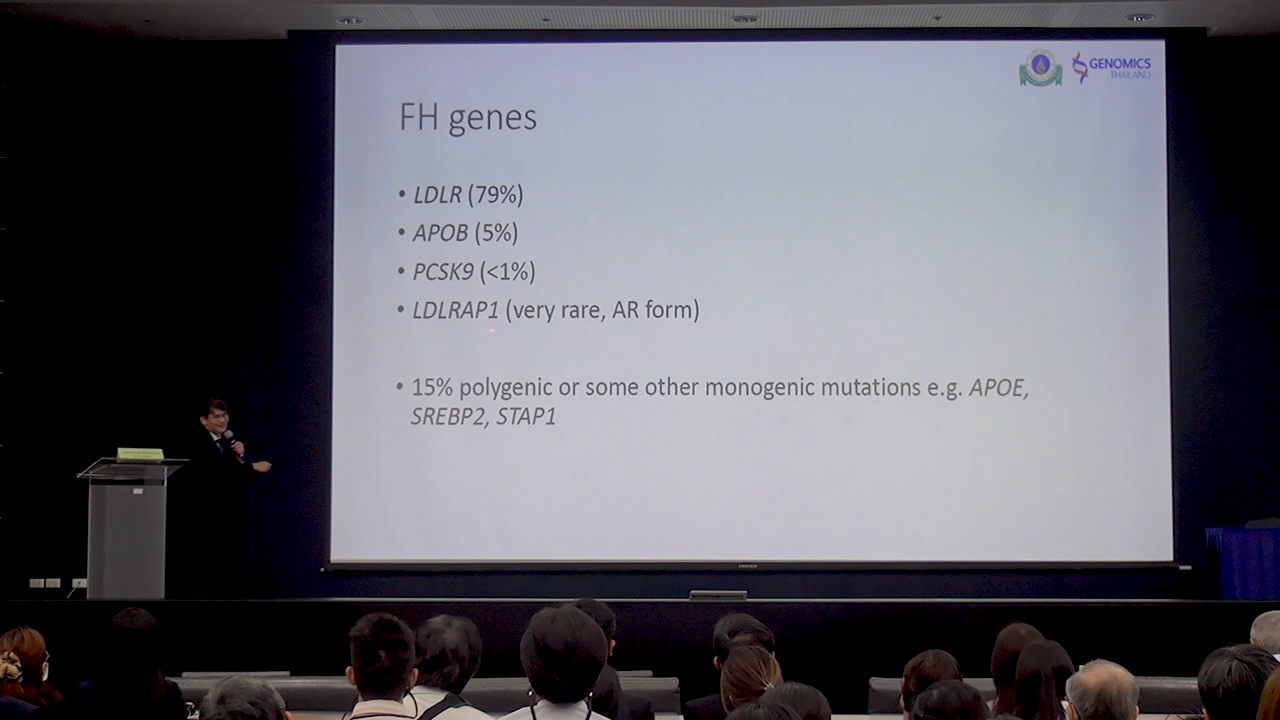 GENOMICS
THAILAND
FH genes
• LDLR (79%)
• APOB (5%)
• PCSK9 (<1%)
• LDLRAP1 (very rare, AR form)
• 15% polygenic or some other monogenic mutations e.g. APOE,
SREBP2, STAP1